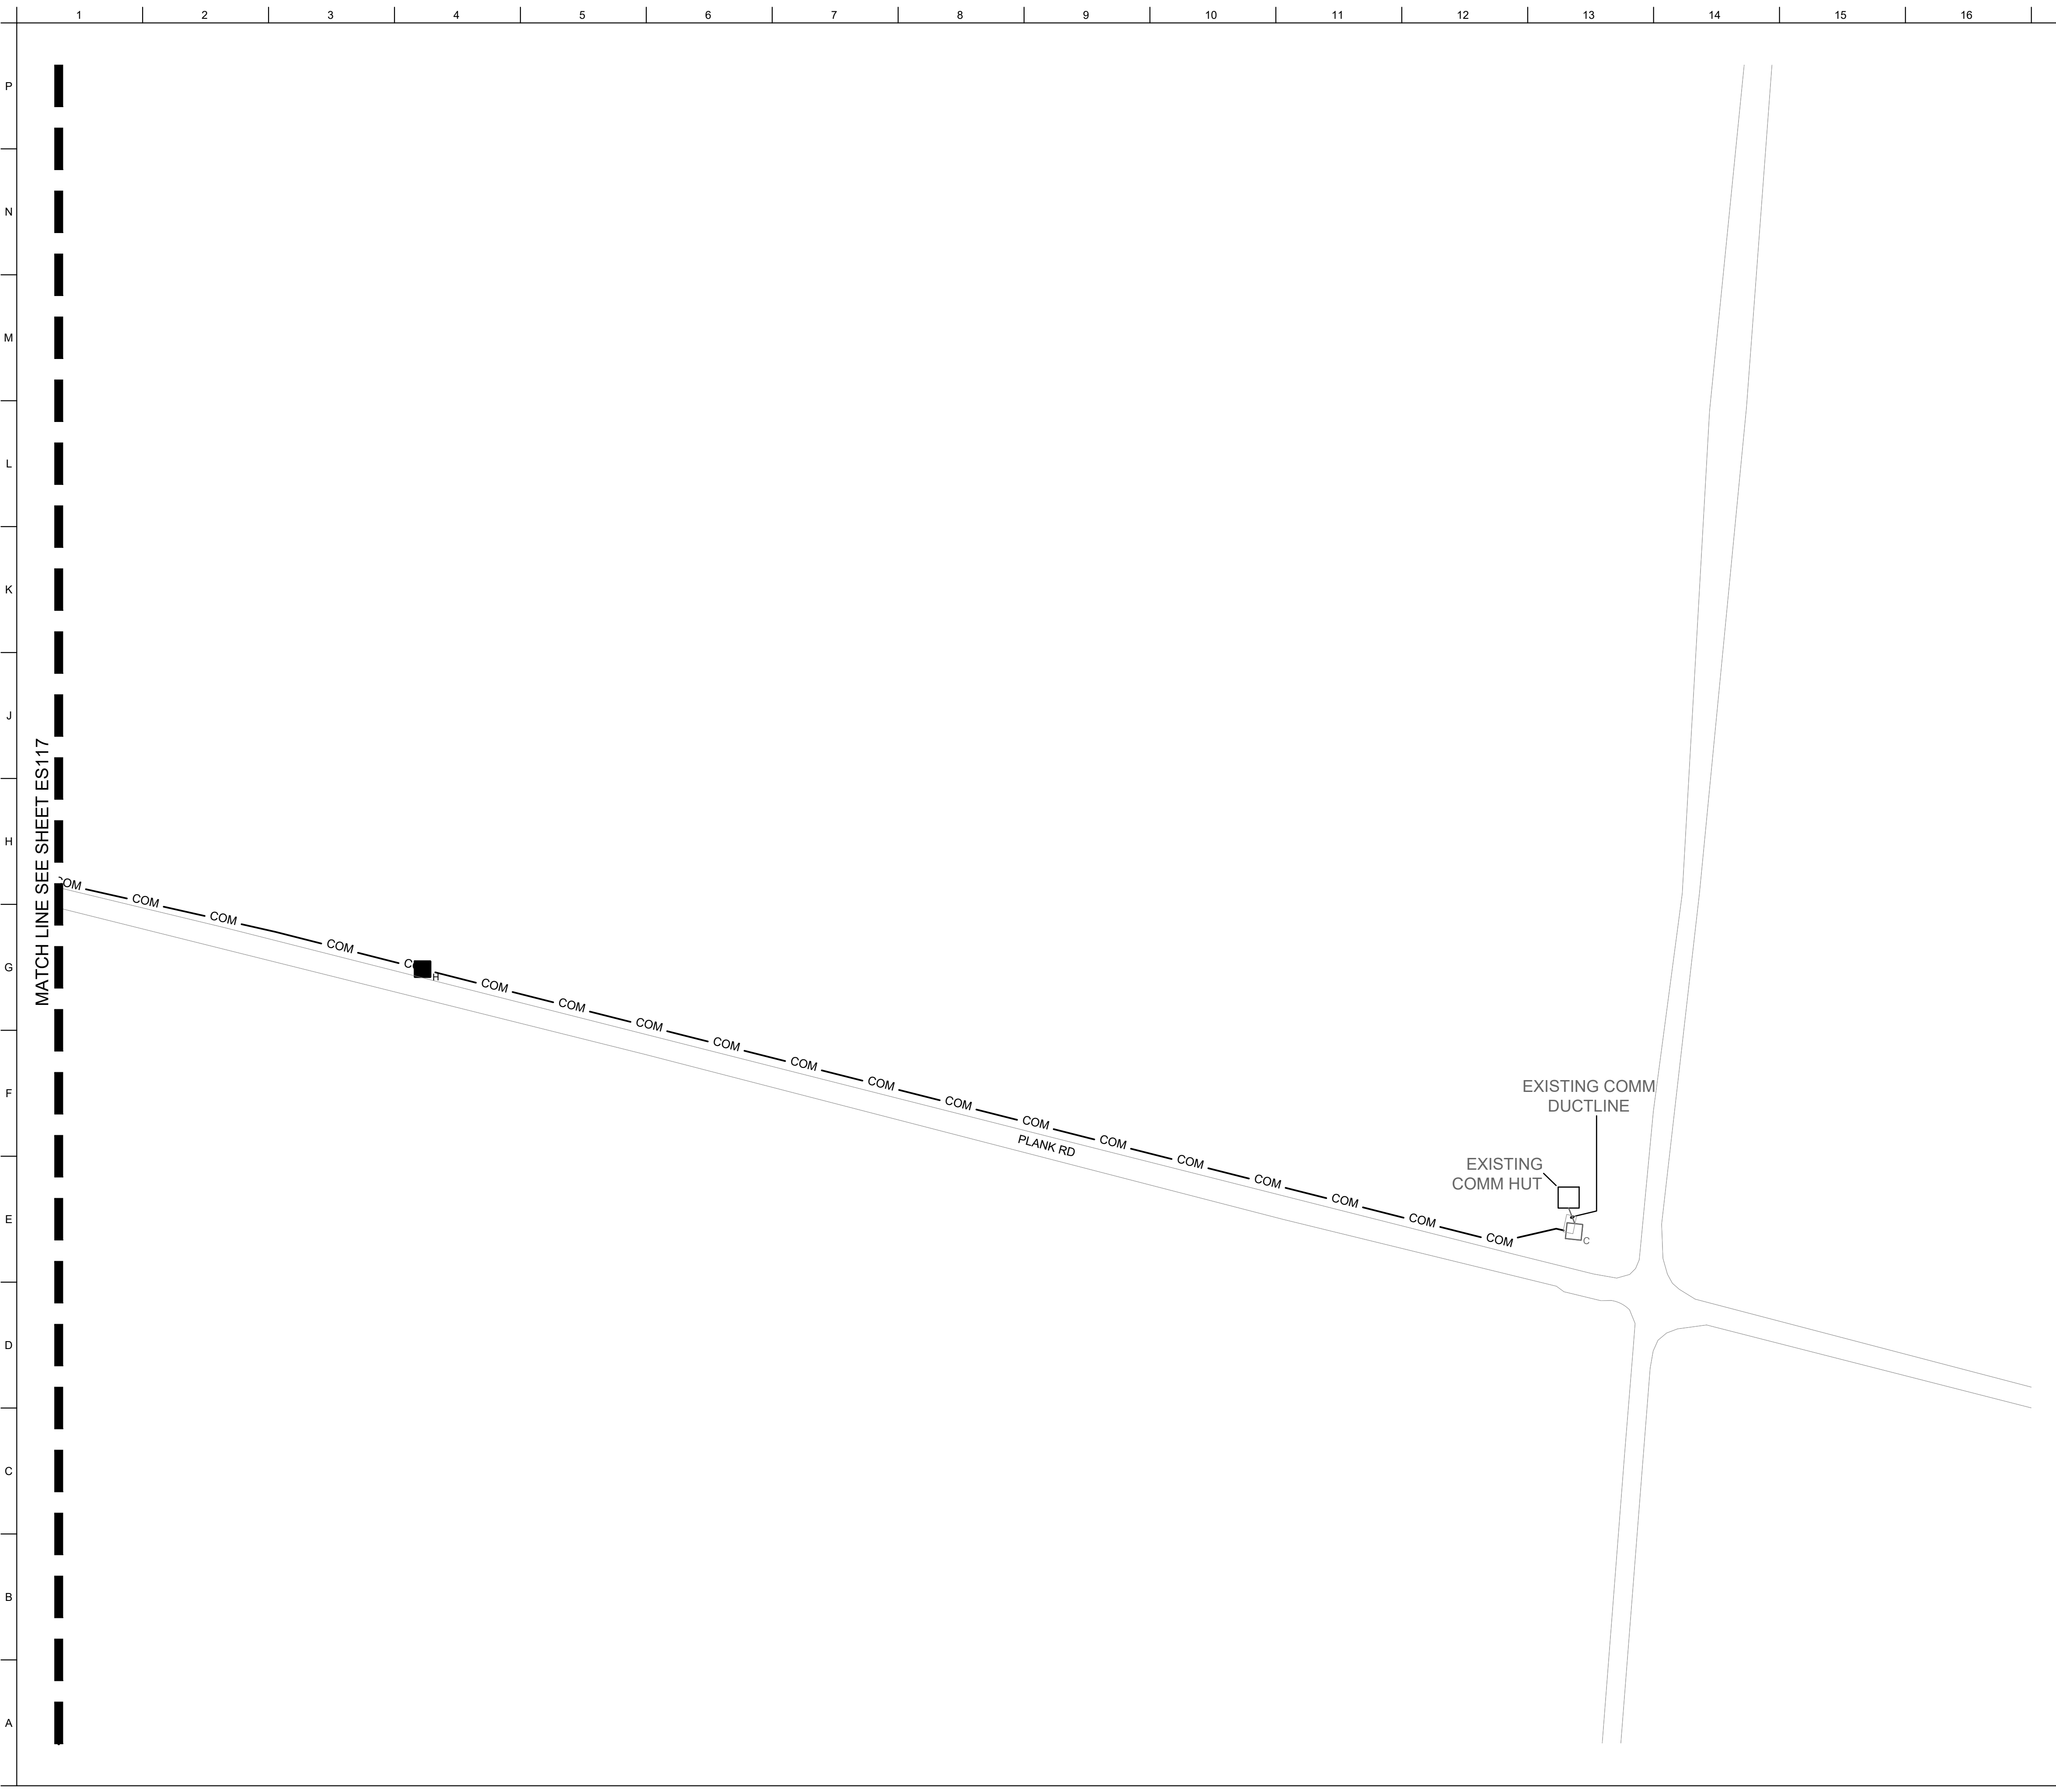 1 2 3 4 5 6 7 8 9 10 11 12 13 14 15 16
P
N
M
L
K
J
H
G
F
E
D
C
B
A
MATCH LINE SEE SHEET ES117
COM
COM
COM
COM
H
COM
COM
COM
COM
COM
COM
COM
COM
COM
COM
COM
COM
COM
COM
PLANK RD
EXISTING COMM
DUCTLINE
EXISTING
COMM HUT
C